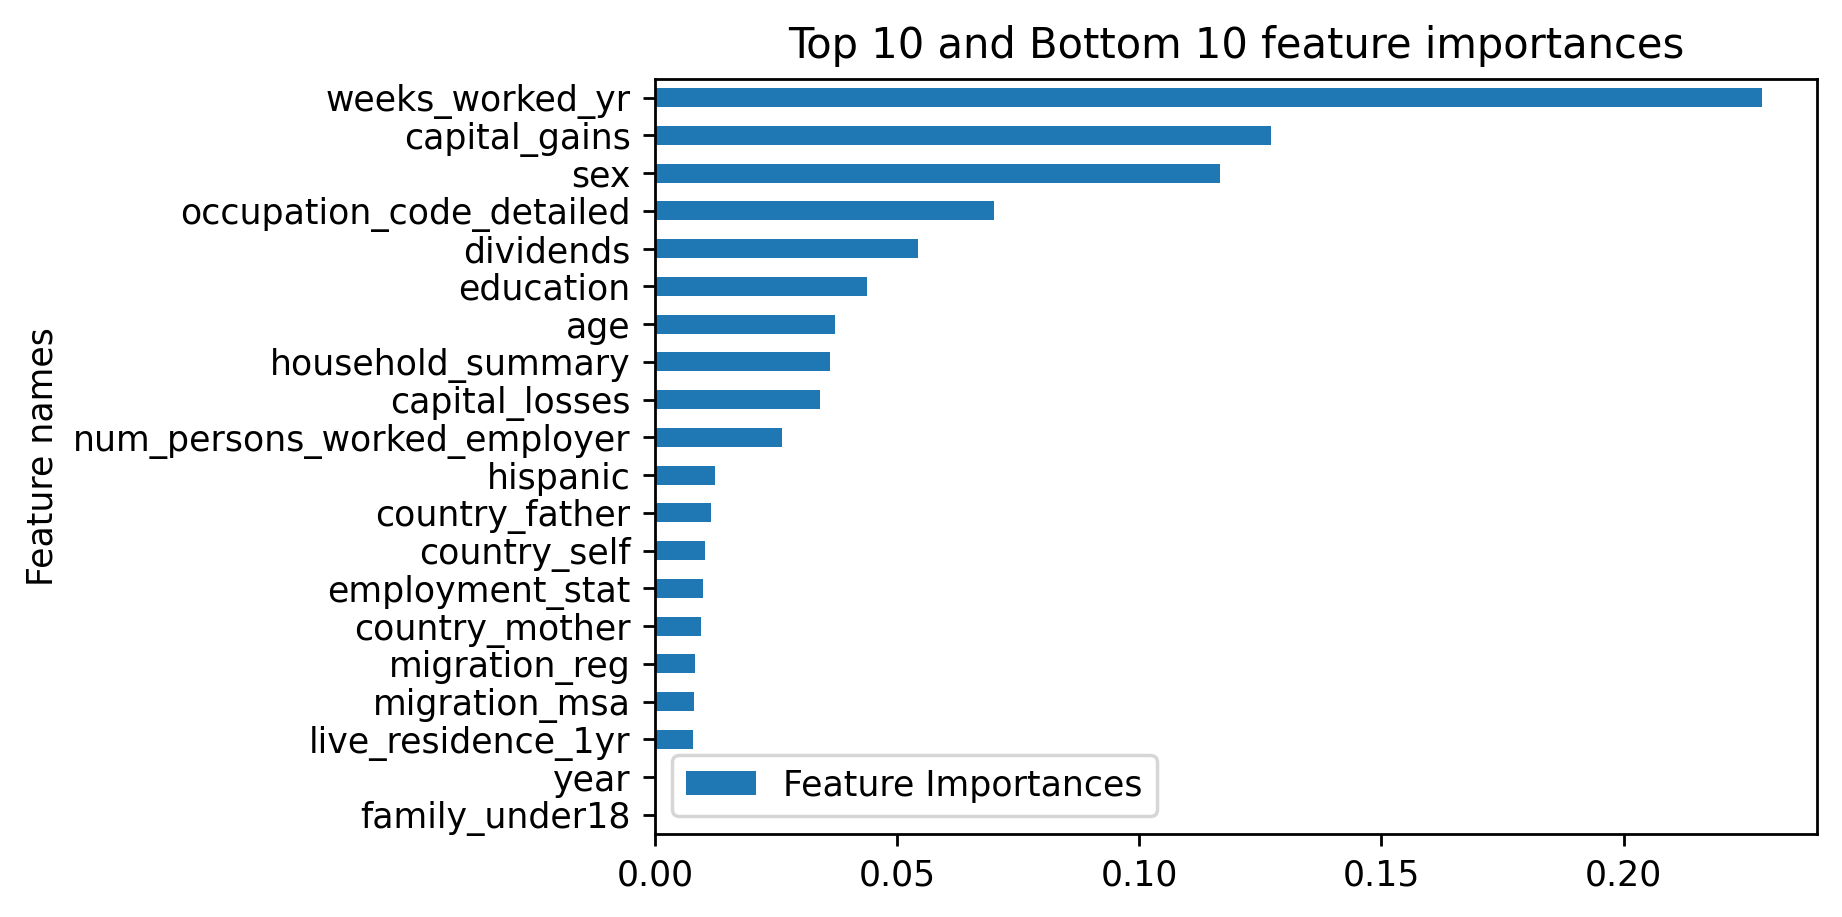 Top 10 and Bottom 10 feature importances
Feature names
weeks_worked_yr
capital_gains
sex
occupation_code_detailed
dividends
education
age
household_summary
capital_losses
num_persons_worked_employer
hispanic
country_father
country_self
employment_stat
country_mother
migration_reg
migration_msa
live_residence_1yr
year
family_under18
Feature Importances
0.00 0.05 0.10 0.15 0.20